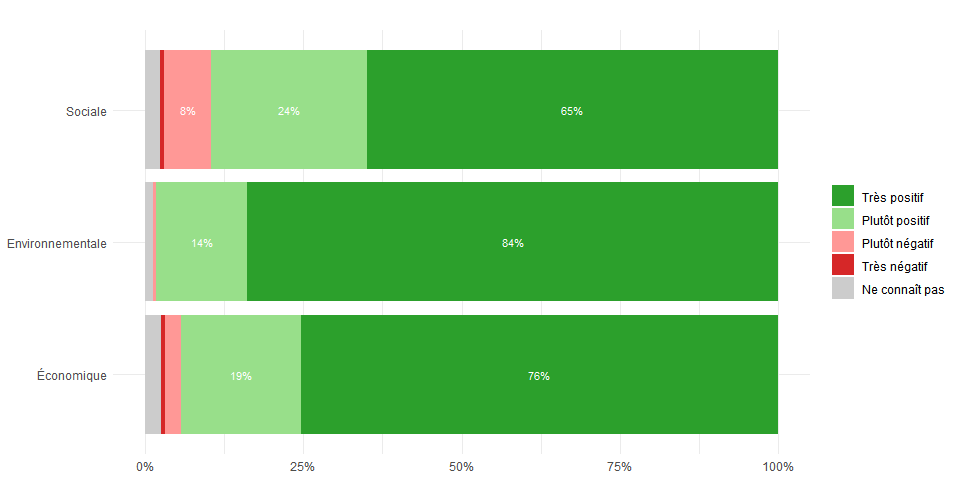 Sociale
8%
24%
65%
Environnementale
14%
84%
Économique
19%
76%
0%
25%
50%
75%
100%
Très positif
Plutôt positif
Plutôt négatif
Très négatif
Ne connaît pas